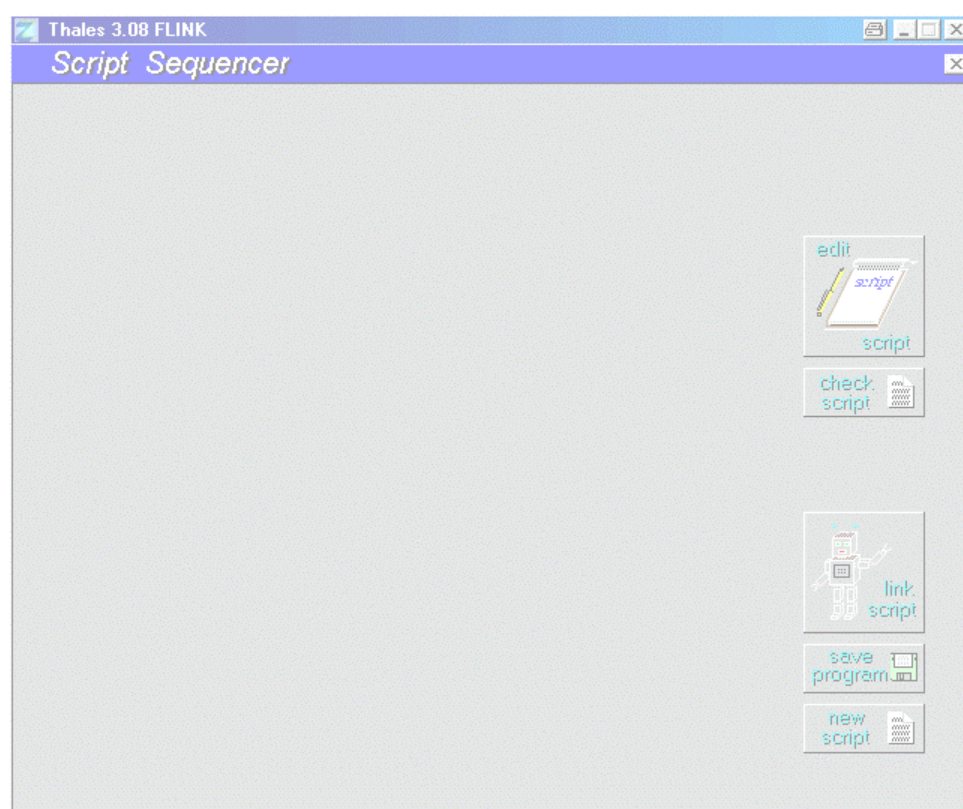 Thales 3.08 FLINK
Script Sequencer
edit
script
script
check
script
link
script
save
program
new
script